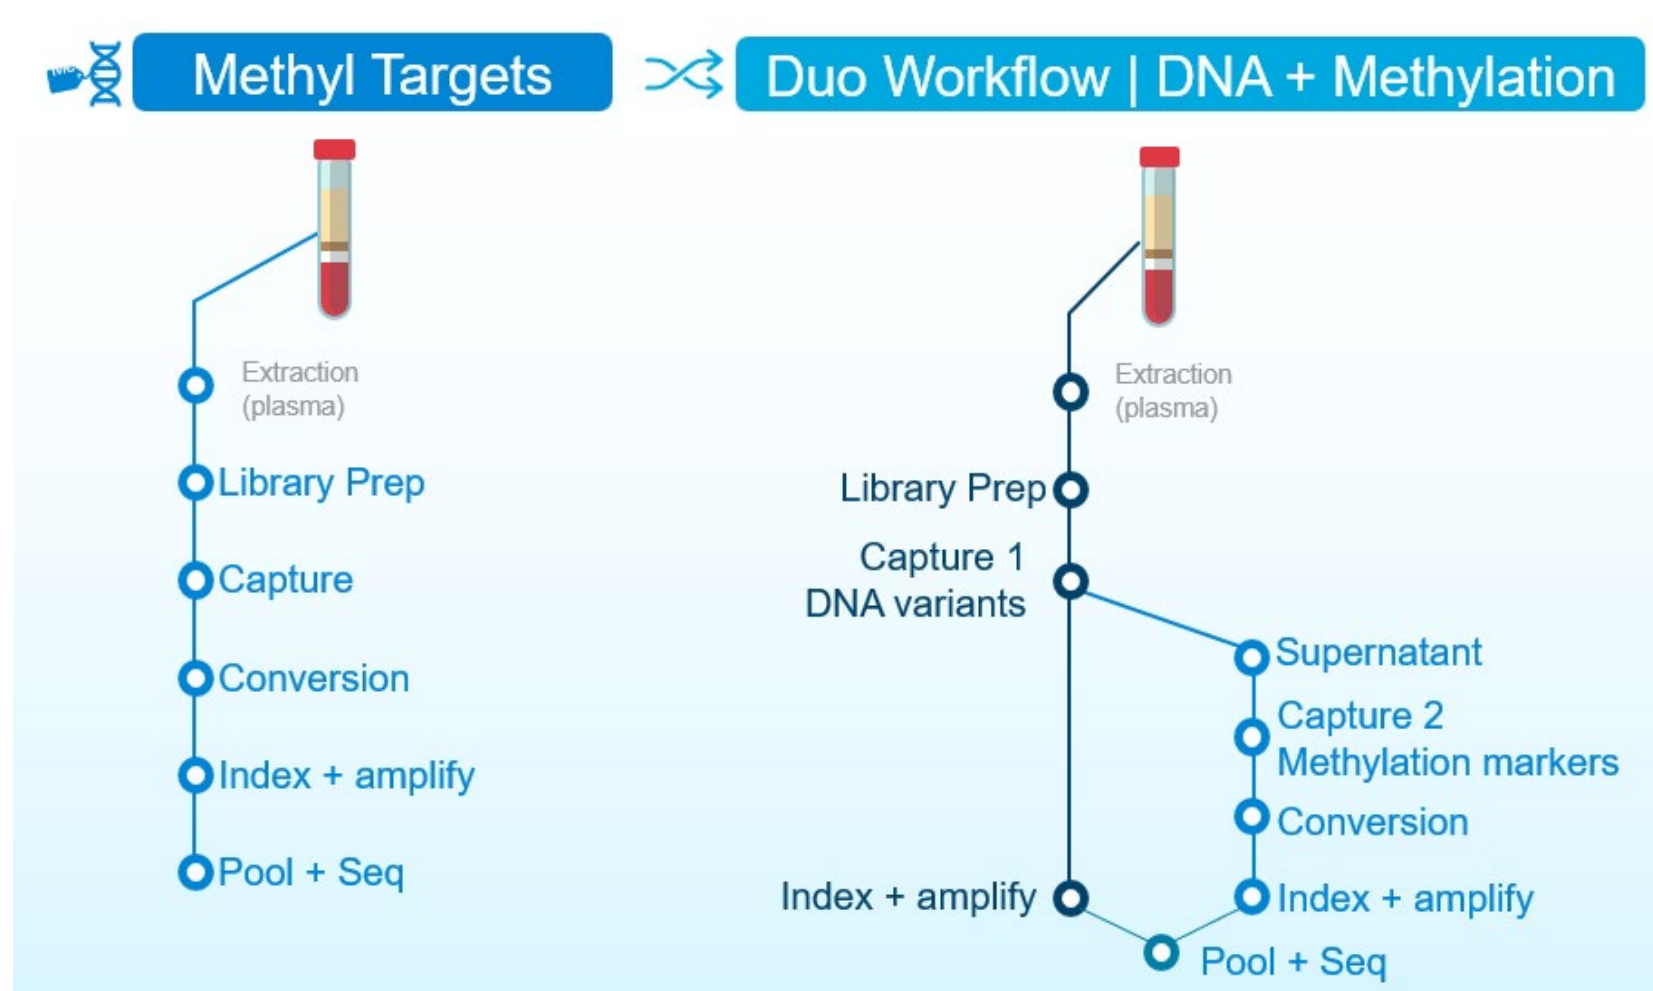 Methyl Targets
Duo Workflow | DNA + Methylation
Extraction
(plasma)
Library Prep
Capture
Conversion
Index + amplify
Pool + Seq
Extraction
(plasma)
Library Prep
Capture 1
DNA variants
Supernatant
Capture 2
Methylation markers
Conversion
Index + amplify
Index + amplify
Pool + Seq